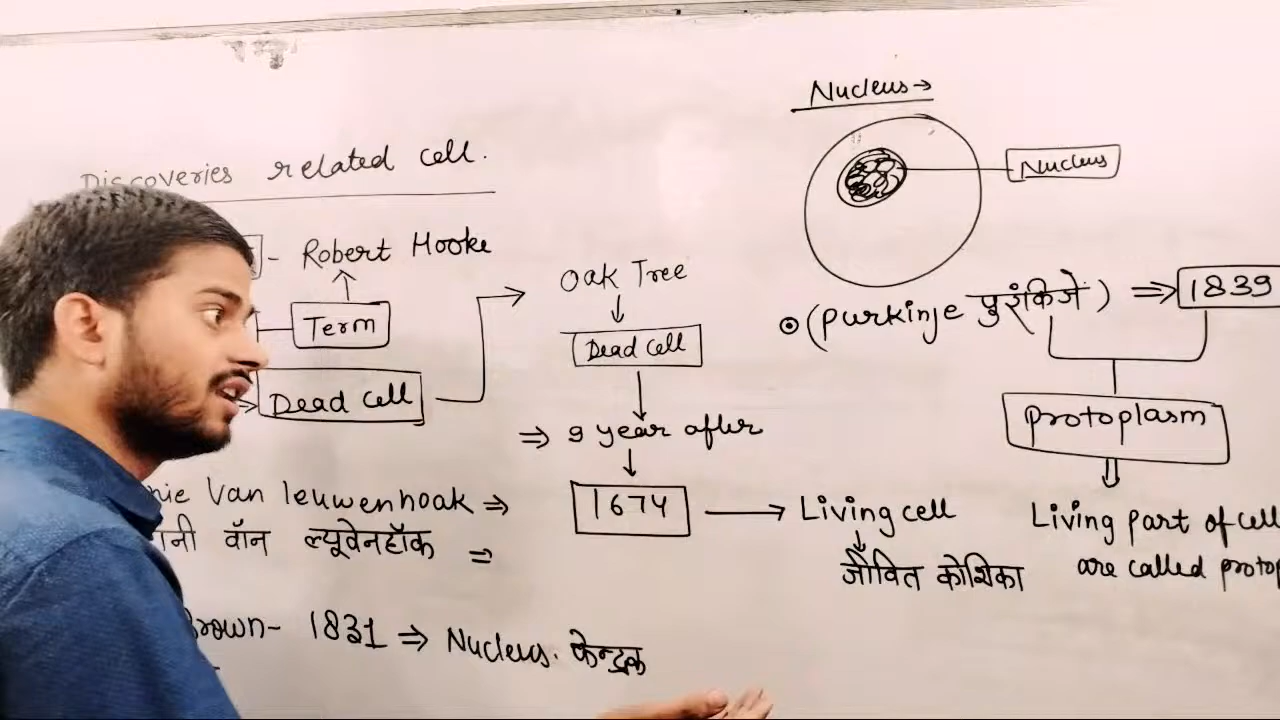 Discoveries related cell.
- Robert Hooke
Term
Dead cell
Oak Tree
Dead cell
⇒ 9 year after
Van leuwenhoak ⇒
वॉन ल्यूवेनहॉक =
1674 → Living cell
जीवित कोशिका
Brown- 1831 ⇒ Nucleus. केन्द्रक
Nucleus →
Nucleus
(Purkinje पुरंकिजे) ⇒ 1839
Protoplasm
Living part of cell
are called